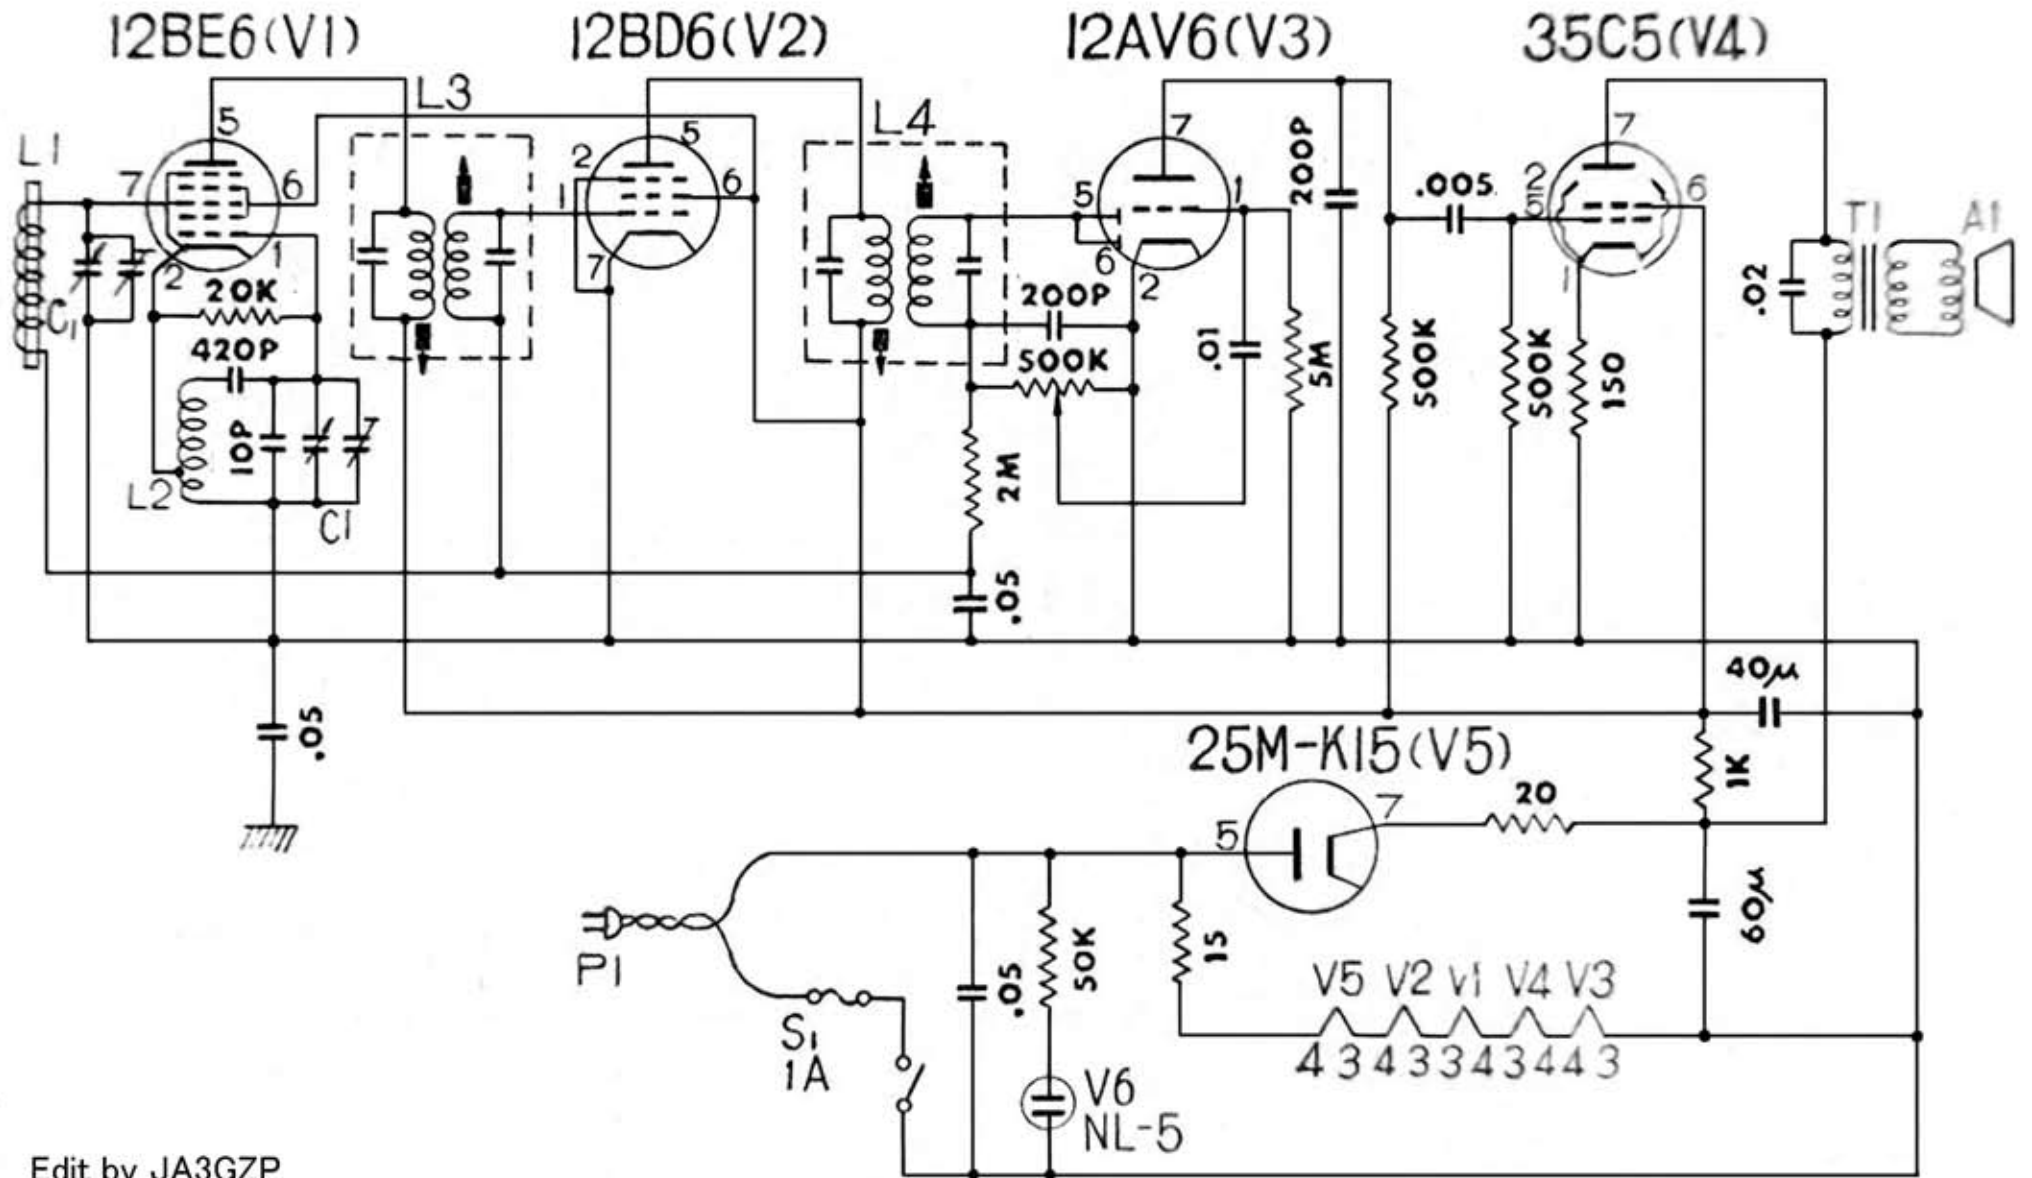 12BE6(V1)
12BD6(V2)
12AV6(V3)
35C5(V4)
L1
7
5
6
1
2
20K
420P
10P
L2
C1
C1
L3
2
1
5
6
7
L4
5
6
7
1
2
200P
500K
2M
.05
.01
5M
200P
500K
.005
2
5
7
6
1
500K
150
.02
T1
A1
.05
40μ
1K
25M-K15(V5)
5
7
20
60μ
P1
S1
1A
.05
50K
V6
NL-5
15
V5 V2 V1 V4 V3
4 3 4 3 3 4 3 4 4 3
Edit by JA3GZP